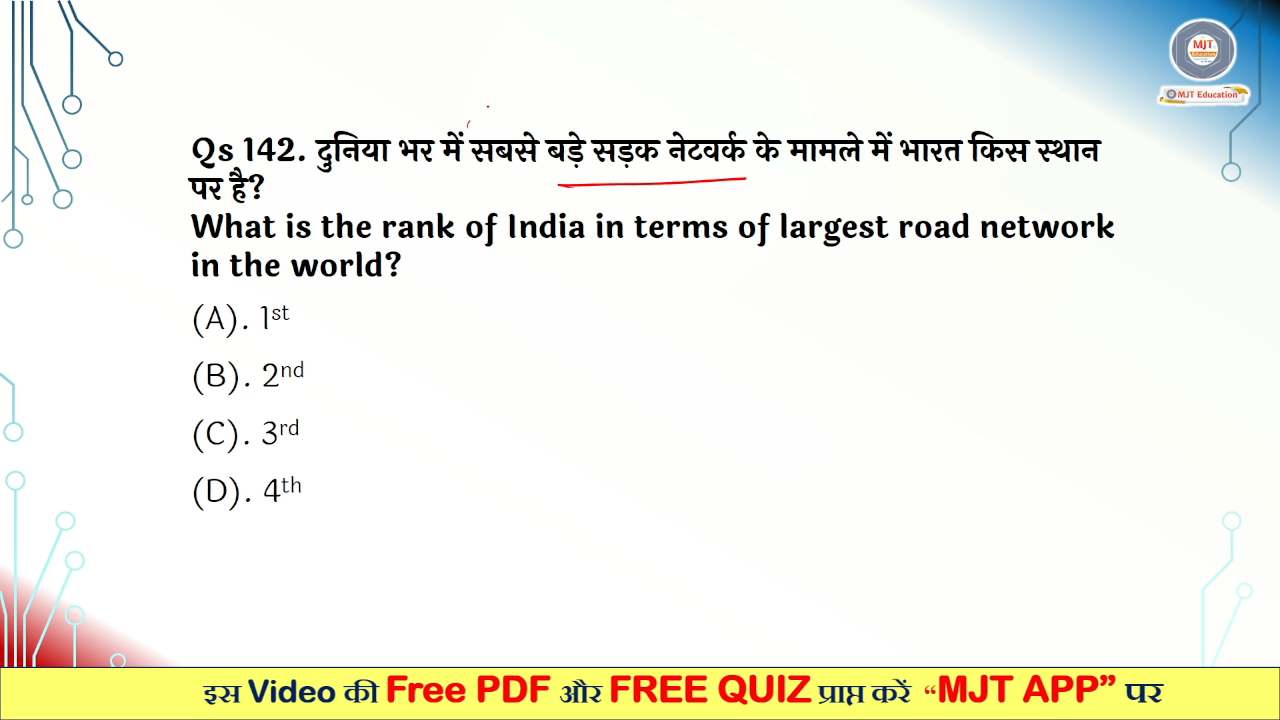 MJT
Education
MJT Education
Qs 142. दुनिया भर में सबसे बड़े सड़क नेटवर्क के मामले में भारत किस स्थान
पर है?
What is the rank of India in terms of largest road network
in the world?
(A). 1st
(B). 2nd
(C). 3rd
(D). 4th
इस Video की Free PDF और FREE QUIZ प्राप्त करें “MJT APP” पर